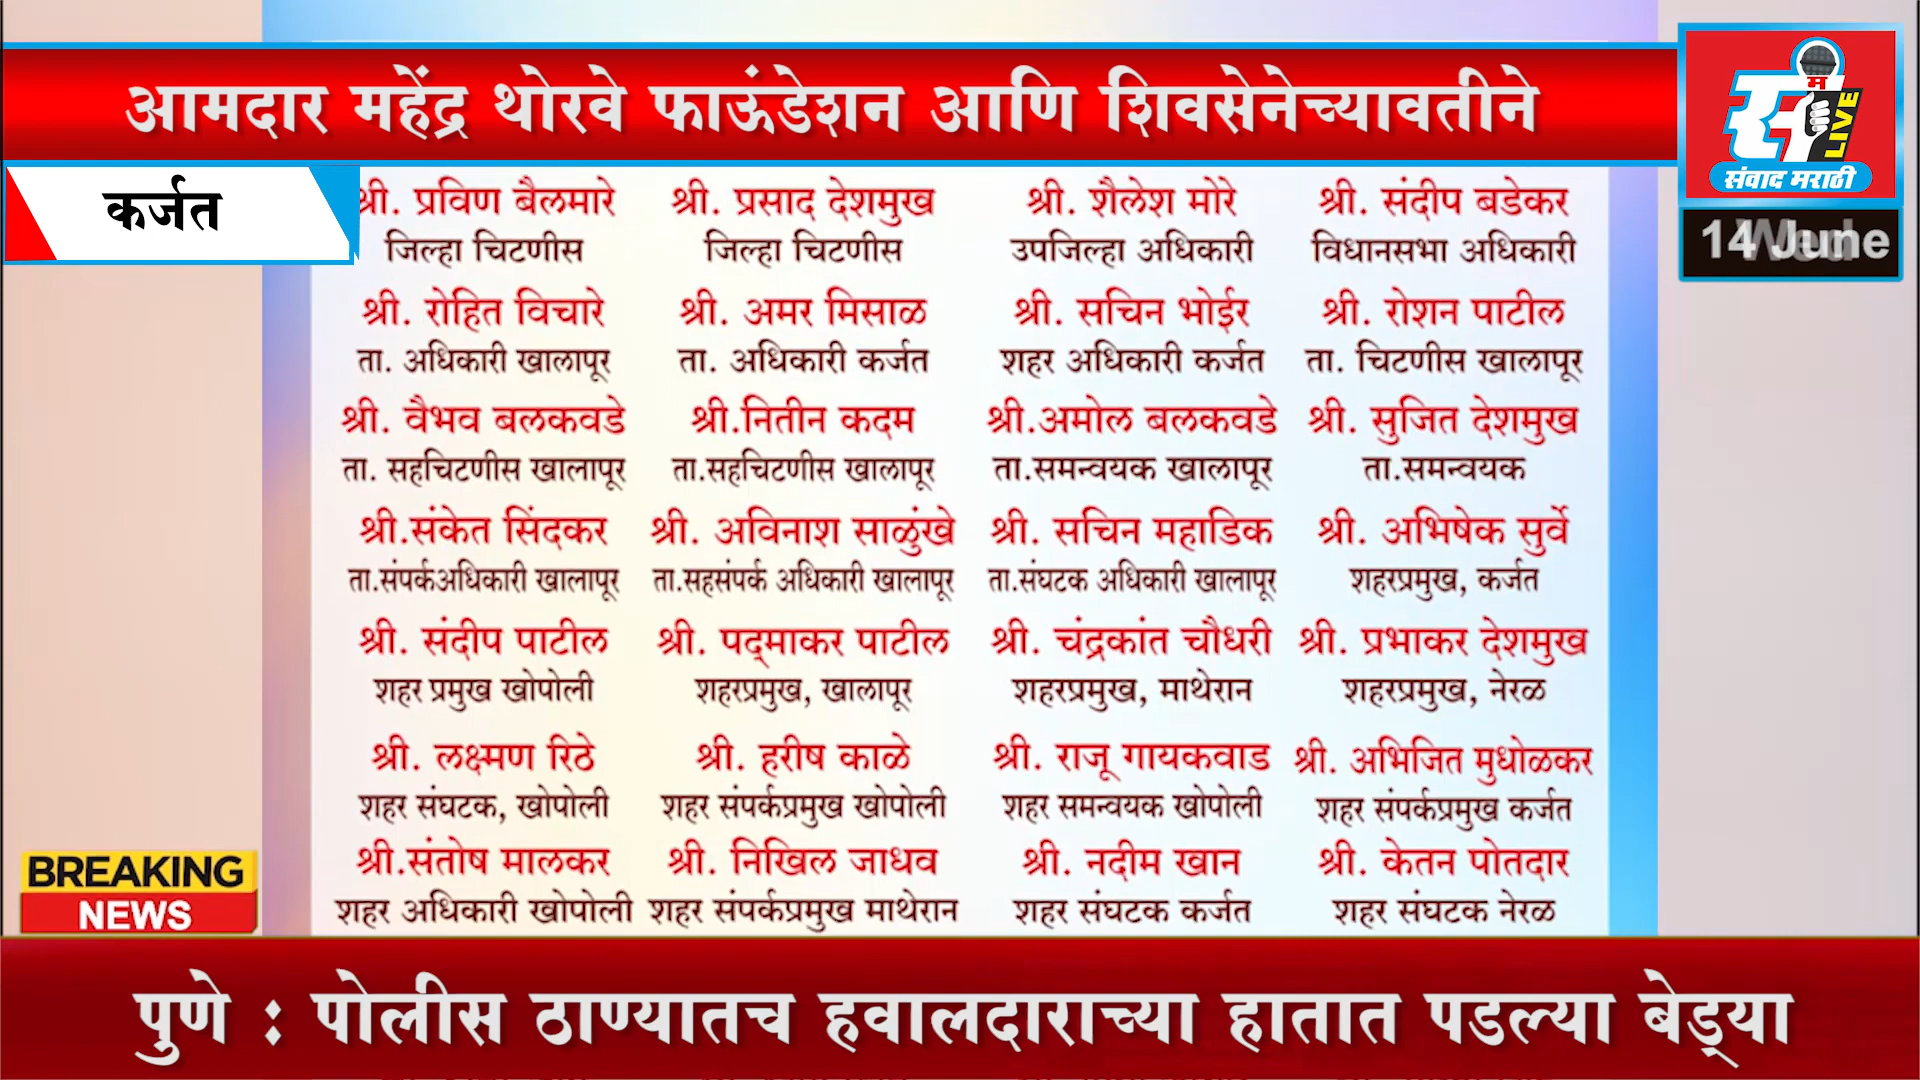 आमदार महेंद्र थोरवे फाऊंडेशन आणि शिवसेनेच्यावतीने
स म LIVE
संवाद मराठी
14 June
कर्जत
श्री. प्रविण बैलमारे श्री. प्रसाद देशमुख श्री. शैलेश मोरे श्री. संदीप बडेकर
जिल्हा चिटणीस जिल्हा चिटणीस उपजिल्हा अधिकारी विधानसभा अधिकारी
श्री. रोहित विचारे श्री. अमर मिसाळ श्री. सचिन भोईर श्री. रोशन पाटील
ता. अधिकारी खालापूर ता. अधिकारी कर्जत शहर अधिकारी कर्जत ता. चिटणीस खालापूर
श्री. वैभव बलकवडे श्री.नितीन कदम श्री.अमोल बलकवडे श्री. सुजित देशमुख
ता. सहचिटणीस खालापूर ता.सहचिटणीस खालापूर ता.समन्वयक खालापूर ता.समन्वयक
श्री.संकेत सिंदकर श्री. अविनाश साळुंखे श्री. सचिन महाडिक श्री. अभिषेक सुर्वे
ता.संपर्कअधिकारी खालापूर ता.सहसंपर्क अधिकारी खालापूर ता.संघटक अधिकारी खालापूर शहरप्रमुख, कर्जत
श्री. संदीप पाटील श्री. पद्माकर पाटील श्री. चंद्रकांत चौधरी श्री. प्रभाकर देशमुख
शहर प्रमुख खोपोली शहरप्रमुख, खालापूर शहरप्रमुख, माथेरान शहरप्रमुख, नेरळ
श्री. लक्ष्मण रिठे श्री. हरीष काळे श्री. राजू गायकवाड श्री. अभिजित मुधोळकर
शहर संघटक, खोपोली शहर संपर्कप्रमुख खोपोली शहर समन्वयक खोपोली शहर संपर्कप्रमुख कर्जत
श्री.संतोष मालकर श्री. निखिल जाधव श्री. नदीम खान श्री. केतन पोतदार
शहर अधिकारी खोपोली शहर संपर्कप्रमुख माथेरान शहर संघटक कर्जत शहर संघटक नेरळ
BREAKING
NEWS
पुणे : पोलीस ठाण्यातच हवालदाराच्या हातात पडल्या बेड्या